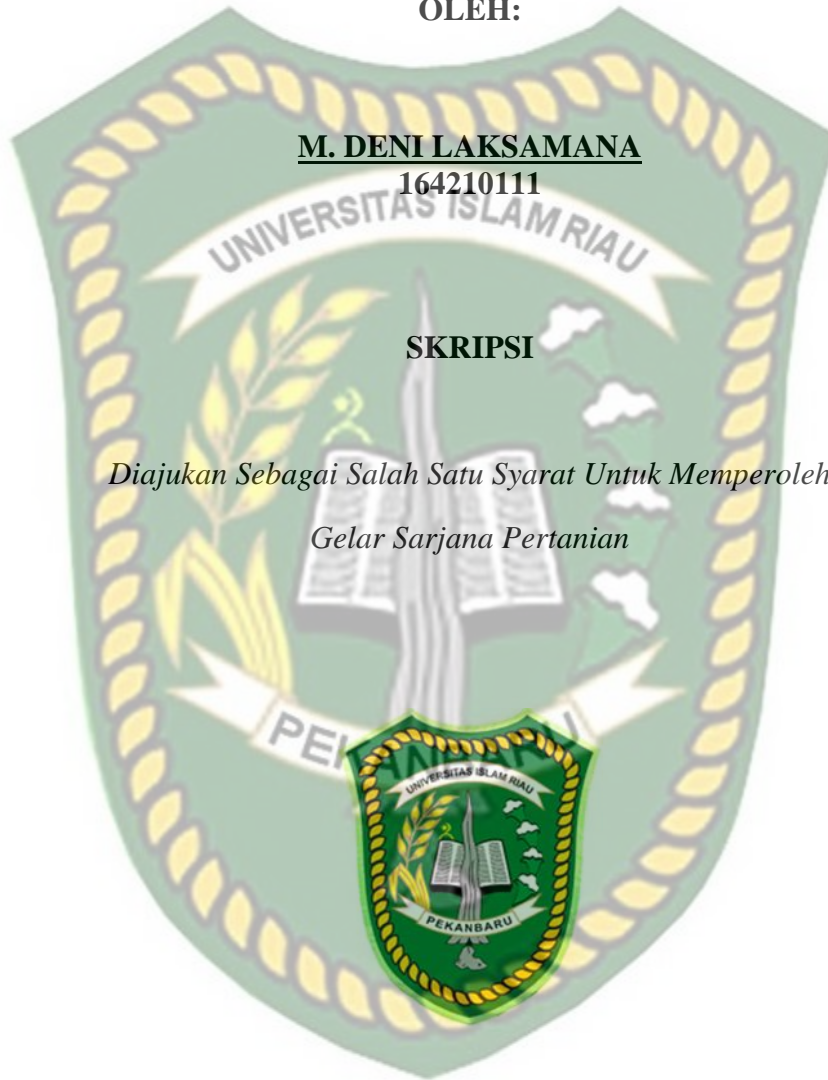 OLEH:
M. DENI LAKSAMANA
164210111
UNIVERSITAS ISLAM RIAU
SKRIPSI
Diajukan Sebagai Salah Satu Syarat Untuk Memperoleh
Gelar Sarjana Pertanian
PEKANBARU
UNIVERSITAS ISLAM RIAU
PEKANBARU